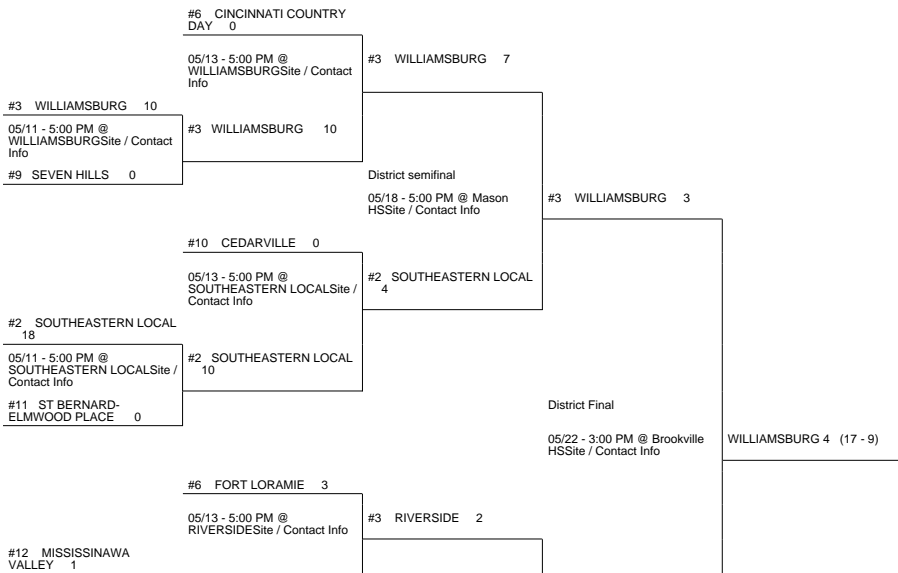 #6 CINCINNATI COUNTRY
DAY 0
05/13 - 5:00 PM @
WILLIAMSBURGSite / Contact
Info
#3 WILLIAMSBURG 7
#3 WILLIAMSBURG 10
05/11 - 5:00 PM @
WILLIAMSBURGSite / Contact
Info
#3 WILLIAMSBURG 10
#9 SEVEN HILLS 0
District semifinal
05/18 - 5:00 PM @ Mason
HSSite / Contact Info
#3 WILLIAMSBURG 3
#10 CEDARVILLE 0
05/13 - 5:00 PM @
SOUTHEASTERN LOCALSite /
Contact Info
#2 SOUTHEASTERN LOCAL
4
#2 SOUTHEASTERN LOCAL
18
05/11 - 5:00 PM @
SOUTHEASTERN LOCALSite /
Contact Info
#2 SOUTHEASTERN LOCAL
10
#11 ST BERNARD-
ELMWOOD PLACE 0
District Final
05/22 - 3:00 PM @ Brookville
HSSite / Contact Info
WILLIAMSBURG 4 (17 - 9)
#6 FORT LORAMIE 3
05/13 - 5:00 PM @
RIVERSIDESite / Contact Info
#3 RIVERSIDE 2
#12 MISSISSINAWA
VALLEY 1